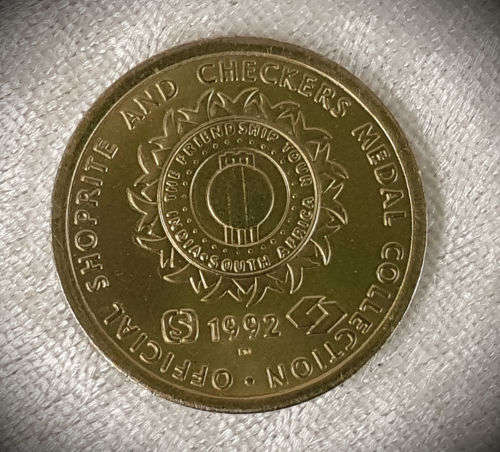 OFFICIAL SHOPRITE AND CHECKERS MEDAL COLLECTION •
THE FRIENDSHIP TOUR
INDIA • SOUTH AFRICA
S 1992